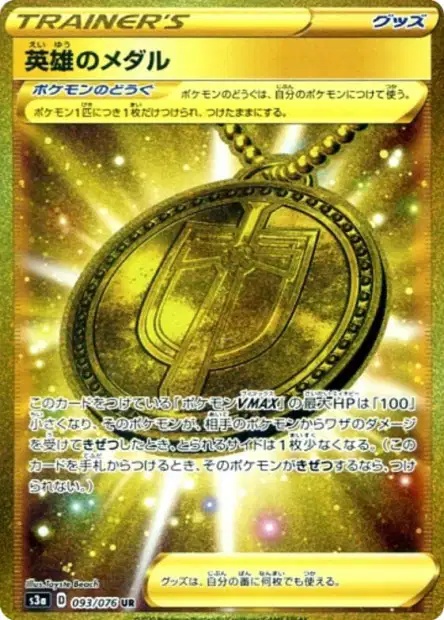 TRAINER'S
グッズ
えいゆう
英雄のメダル
ポケモンのどうぐ
ポケモンのどうぐは、自分のポケモンにつけて使う。
ポケモン1匹につき1枚だけつけられ、つけたままにする。
このカードをつけている「ポケモンVMAX」の最大HPは「100」
小さくなり、そのポケモンが、相手のポケモンからワザのダメージ
を受けてきぜつしたとき、とられるサイドは1枚少なくなる。（こ
のカードを手札からつけるとき、そのポケモンがきぜつするなら、つけ
られない。）
illus.Tayste Beach
グッズは、自分の番に何枚でも使える。
s3a D 093/076 UR